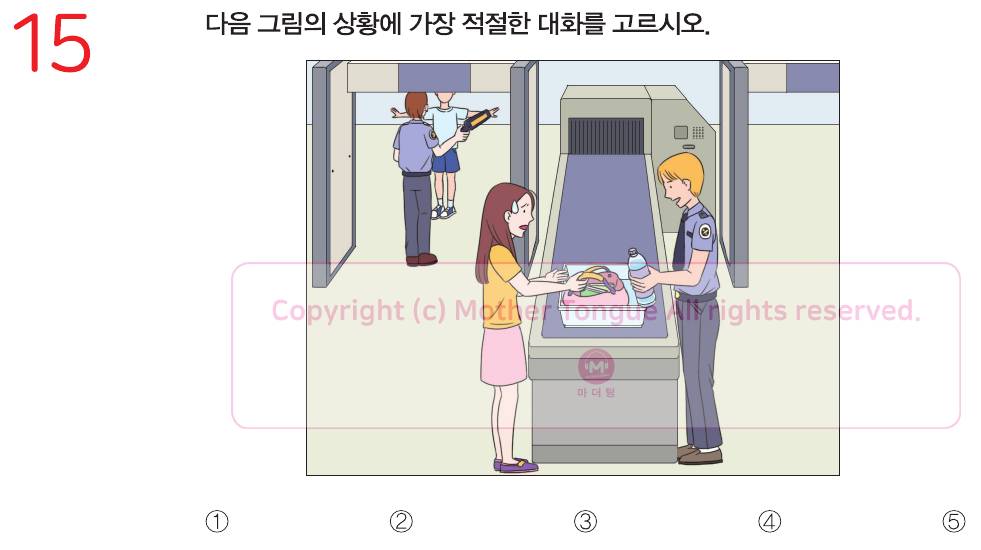 15
다음 그림의 상황에 가장 적절한 대화를 고르시오.
Copyright (c) Mother Tongue All rights reserved.
M
마더텅
① ② ③ ④ ⑤